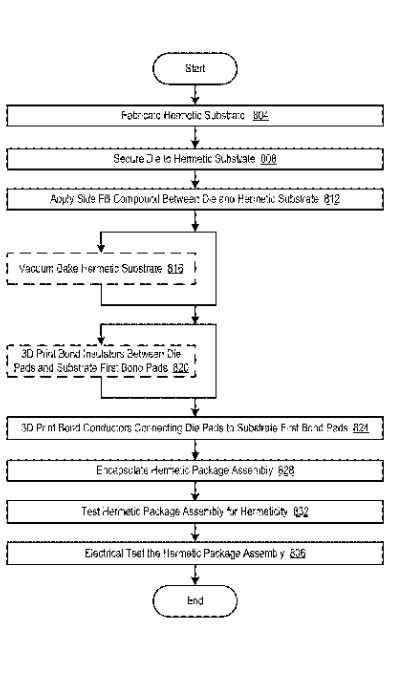 Start
Fabricate Hermetic Substrate 804
Secure Die to Hermetic Substrate 808
Apply Side Fill Compound Between Die and Hermetic Substrate 812
Vacuum Bake Hermetic Substrate 816
3D Print Bond Insulators Between Die
Pads and Substrate First Bond Pads 820
3D Print Bond Conductors Connecting Die Pads to Substrate First Bond Pads 824
Encapsulate Hermetic Package Assembly 828
Test Hermetic Package Assembly for Hermeticity 832
Electrical Test the Hermetic Package Assembly 836
End